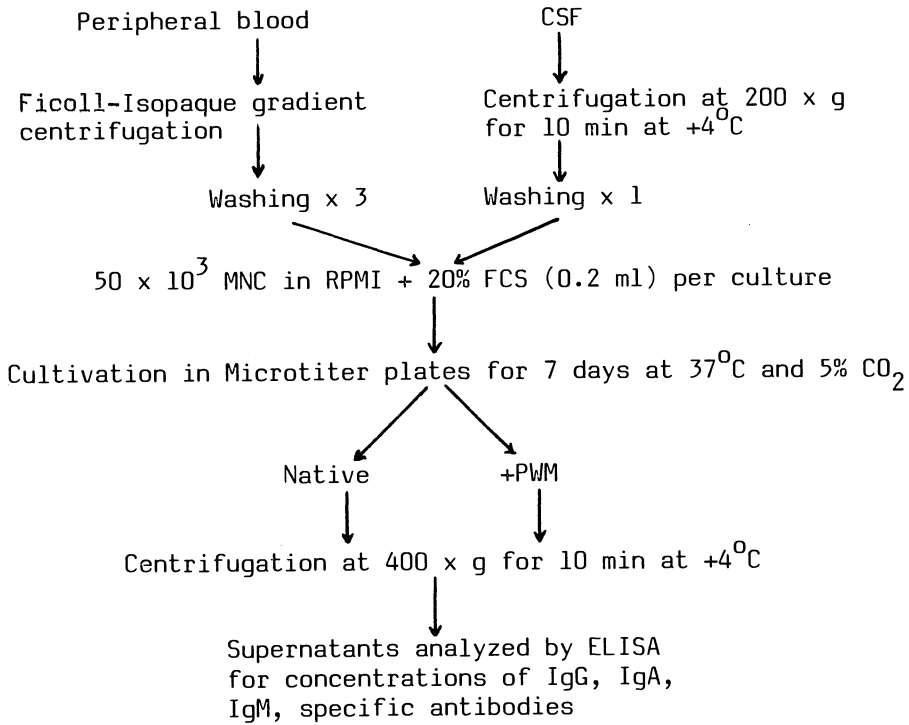 Peripheral blood
CSF
Ficoll-Isopaque gradient
centrifugation
Centrifugation at 200 x g
for 10 min at +4°C
Washing x 3
Washing x 1
50 x 10³ MNC in RPMI + 20% FCS (0.2 ml) per culture
Cultivation in Microtiter plates for 7 days at 37°C and 5% CO₂
Native
+PWM
Centrifugation at 400 x g for 10 min at +4°C
Supernatants analyzed by ELISA
for concentrations of IgG, IgA,
IgM, specific antibodies